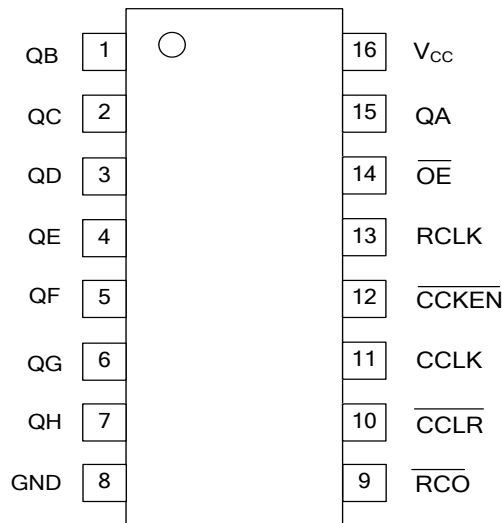 QB 1 16 VCC
QC 2 15 QA
QD 3 14 OE
QE 4 13 RCLK
QF 5 12 CCKEN
QG 6 11 CCLK
QH 7 10 CCLR
GND 8 9 RCO